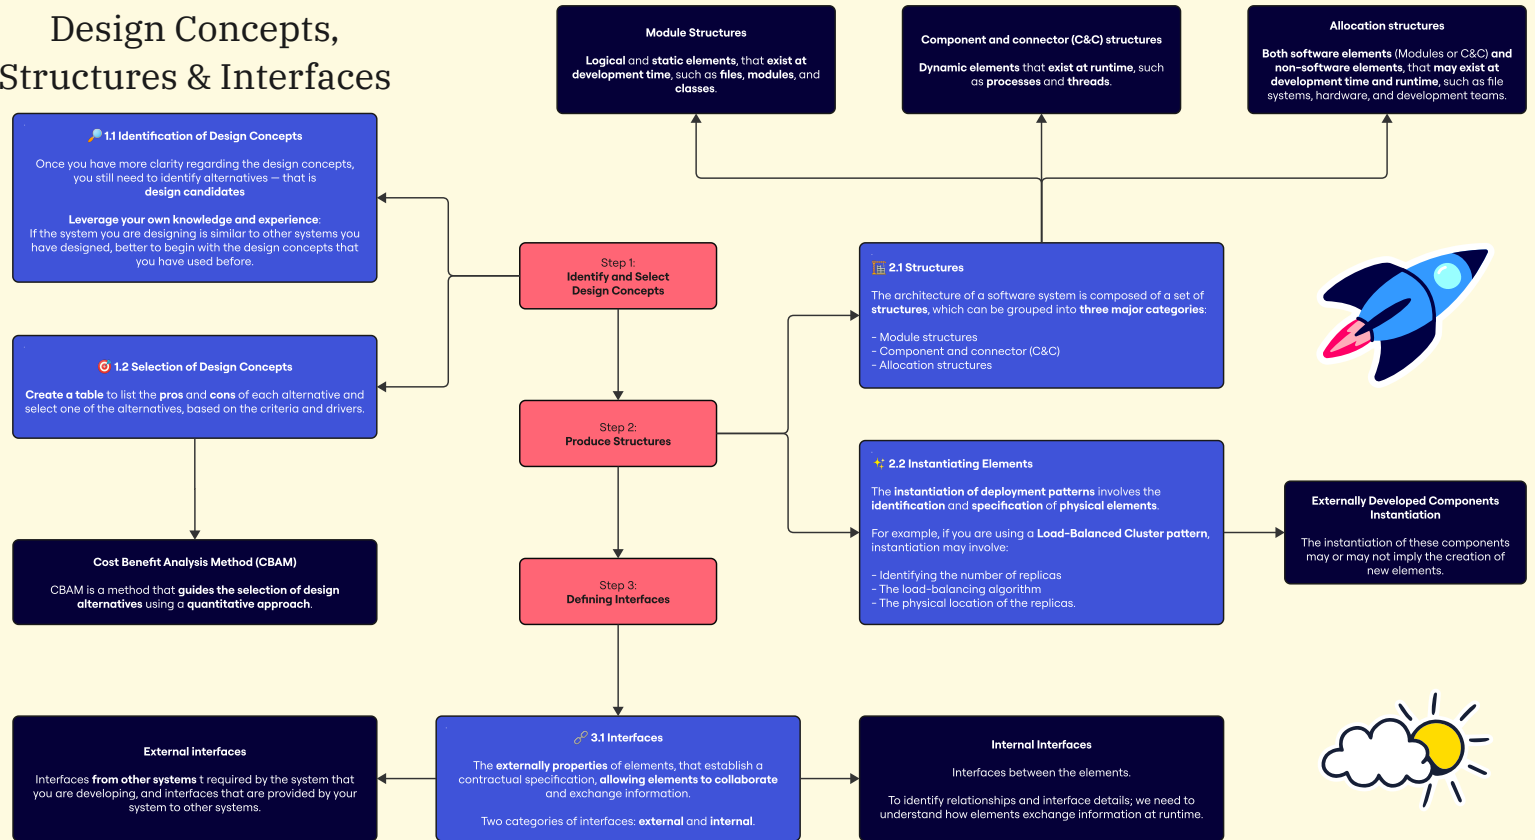 Design Concepts,
Structures & Interfaces
Module Structures
Logical and static elements, that exist at
development time, such as files, modules, and
classes.
Component and connector (C&C) structures
Dynamic elements that exist at runtime, such
as processes and threads.
Allocation structures
Both software elements (Modules or C&C) and
non-software elements, that may exist at
development time and runtime, such as file
systems, hardware, and development teams.
1.1 Identification of Design Concepts
Once you have more clarity regarding the design concepts,
you still need to identify alternatives — that is
design candidates
Leverage your own knowledge and experience:
If the system you are designing is similar to other systems you
have designed, better to begin with the design concepts that
you have used before.
Step 1:
Identify and Select
Design Concepts
2.1 Structures
The architecture of a software system is composed of a set of
structures, which can be grouped into three major categories:
- Module structures
- Component and connector (C&C)
- Allocation structures
1.2 Selection of Design Concepts
Create a table to list the pros and cons of each alternative and
select one of the alternatives, based on the criteria and drivers.
Step 2:
Produce Structures
2.2 Instantiating Elements
The instantiation of deployment patterns involves the
identification and specification of physical elements.
For example, if you are using a Load-Balanced Cluster pattern,
instantiation may involve:
- Identifying the number of replicas
- The load-balancing algorithm
- The physical location of the replicas.
Externally Developed Components
Instantiation
The instantiation of these components
may or may not imply the creation of
new elements.
Cost Benefit Analysis Method (CBAM)
CBAM is a method that guides the selection of design
alternatives using a quantitative approach.
Step 3:
Defining Interfaces
External interfaces
Interfaces from other systems t required by the system that
you are developing, and interfaces that are provided by your
system to other systems.
3.1 Interfaces
The externally properties of elements, that establish a
contractual specification, allowing elements to collaborate
and exchange information.
Two categories of interfaces: external and internal.
Internal Interfaces
Interfaces between the elements.
To identify relationships and interface details; we need to
understand how elements exchange information at runtime.